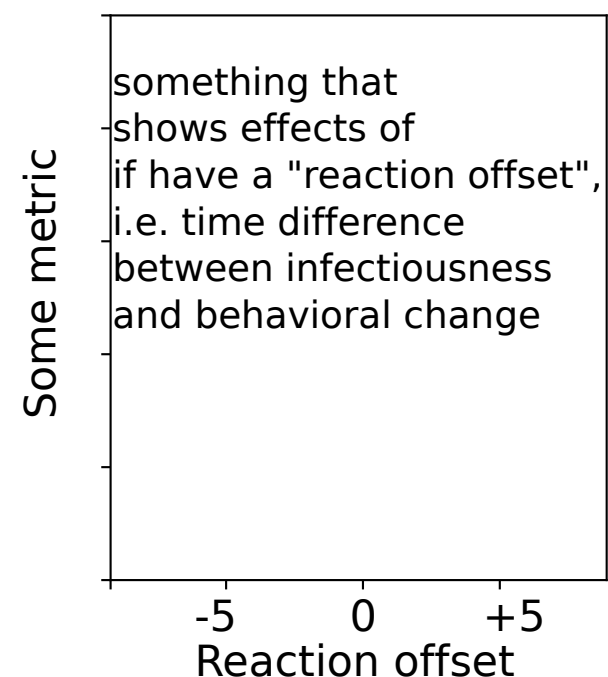 something that
shows effects of
if have a "reaction offset",
i.e. time difference
between infectiousness
and behavioral change
Some metric
-5 0 +5
Reaction offset